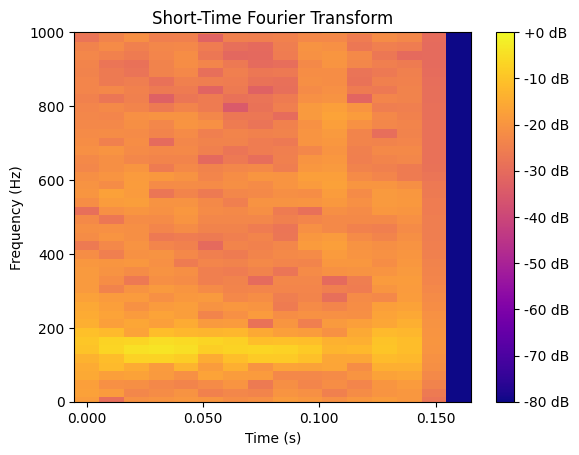 Short-Time Fourier Transform
Frequency (Hz)
1000
800
600
400
200
0
0.000
0.050
0.100
0.150
Time (s)
+0 dB
-10 dB
-20 dB
-30 dB
-40 dB
-50 dB
-60 dB
-70 dB
-80 dB